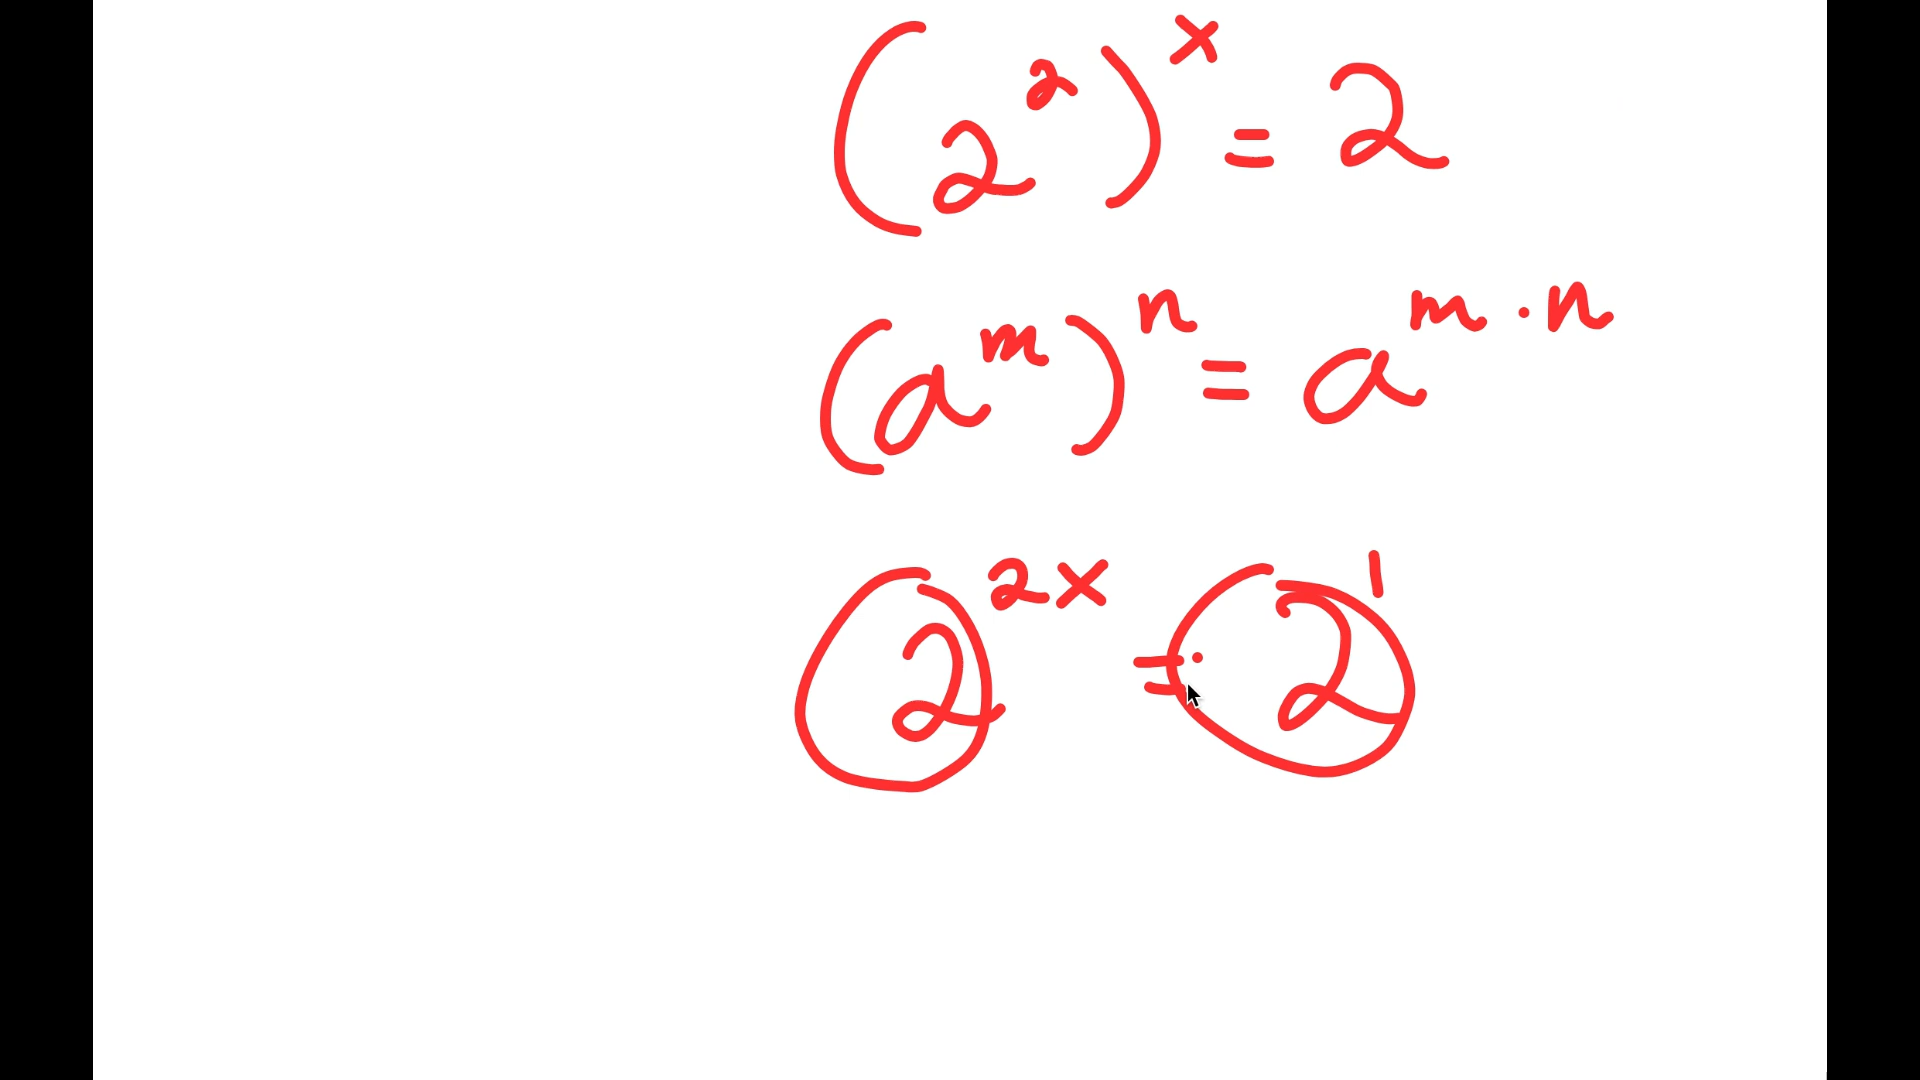 (2²)ˣ = 2
(aᵐ)ⁿ = aᵐ·ⁿ
2²ˣ = 2¹